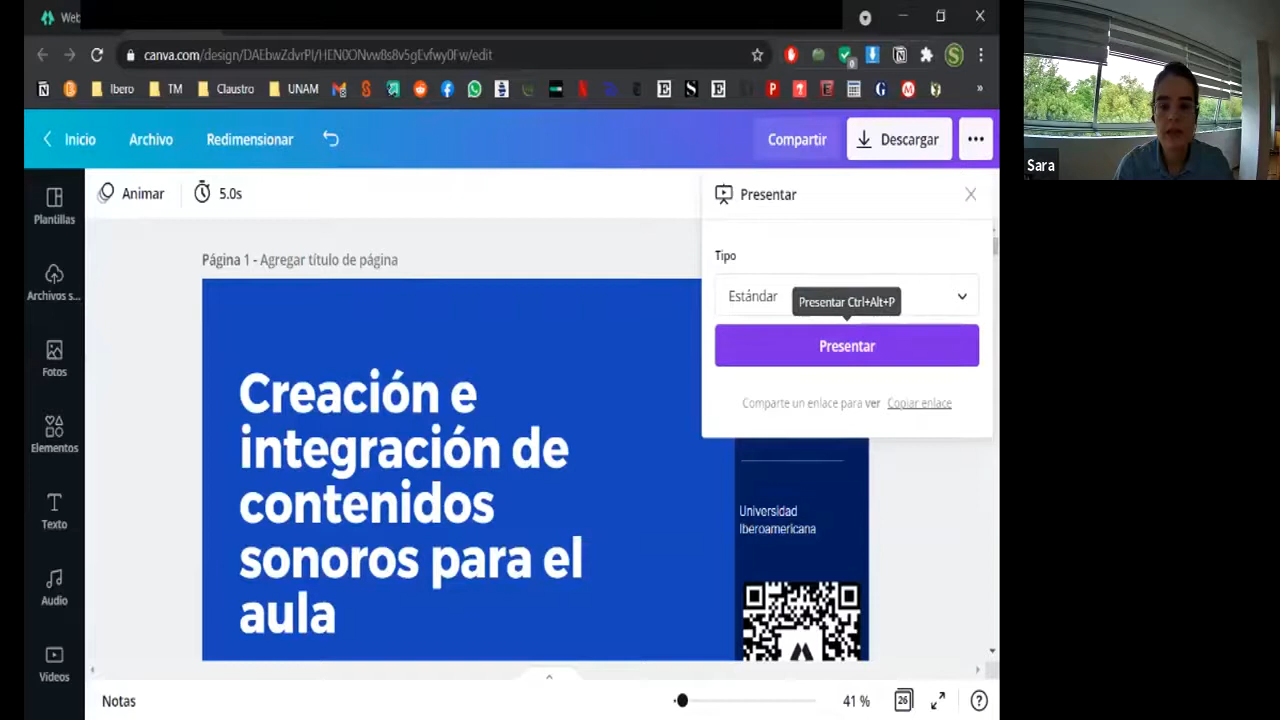 Web
canva.com/design/DAEbwZdvrPI/HEN0ONvw8s8v5gEvfwy0Fw/edit
Ibero
TM
Claustro
UNAM
»
Inicio
Archivo
Redimensionar
Compartir
Descargar
Plantillas
Archivos s...
Fotos
Elementos
Texto
Audio
Videos
Animar
5.0s
Presentar
Tipo
Estándar
Presentar Ctrl+Alt+P
Presentar
Comparte un enlace para ver Copiar enlace
Página 1 - Agregar título de página
Creación e
integración de
contenidos
sonoros para el
aula
Universidad
Iberoamericana
Notas
41 %
26
Sara